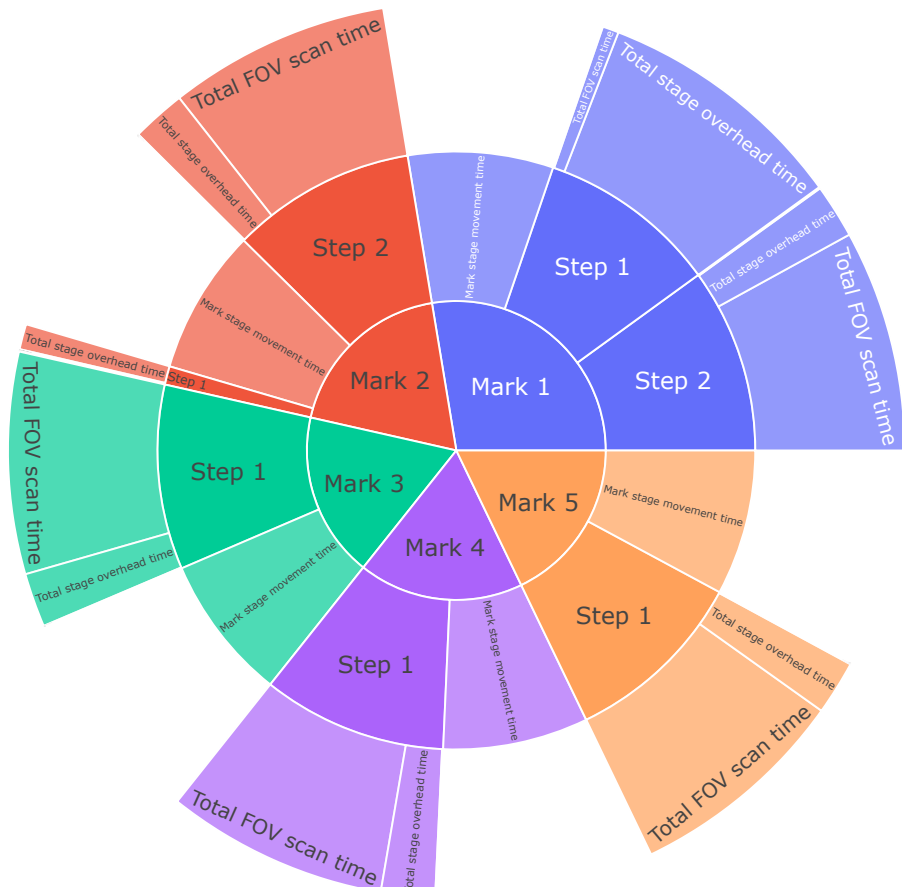 Total FOV scan time
Total stage overhead time
Total FOV scan time
Total stage overhead time
Total stage overhead time
Total FOV scan time
Mark stage movement time
Step 2
Step 1
Step 2
Mark stage movement time
Mark 1
Mark 2
Total stage overhead time
Step 1
Total FOV scan time
Step 1
Mark 3
Mark 5
Mark stage movement time
Total stage overhead time
Mark stage movement time
Mark 4
Step 1
Mark stage movement time
Step 1
Total stage overhead time
Total FOV scan time
Total FOV scan time
Total stage overhead time